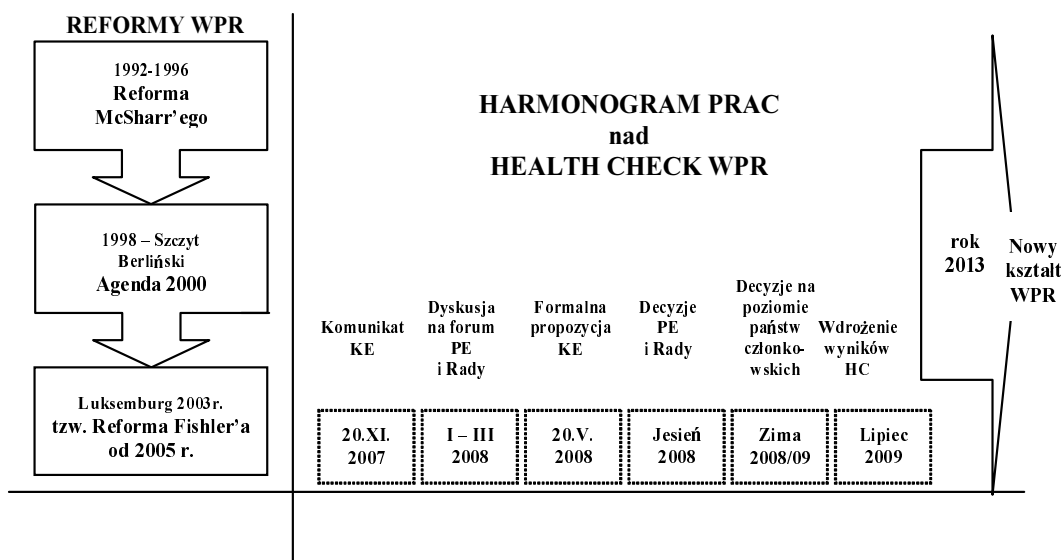 REFORMY WPR
1992-1996
Reforma
McSharr’ego
1998 – Szczyt
Berliński
Agenda 2000
Luksemburg 2003r.
tzw. Reforma Fishler’a
od 2005 r.
HARMONOGRAM PRAC
nad
HEALTH CHECK WPR
Komunikat
KE
20.XI.
2007
Dyskusja
na forum
PE
i Rady
I – III
2008
Formalna
propozycja
KE
20.V.
2008
Decyzje
PE
i Rady
Jesień
2008
Decyzje na
poziomie
państw
członko-
wskich
Zima
2008/09
Wdrożenie
wyników
HC
Lipiec
2009
rok
2013
Nowy
kształt
WPR